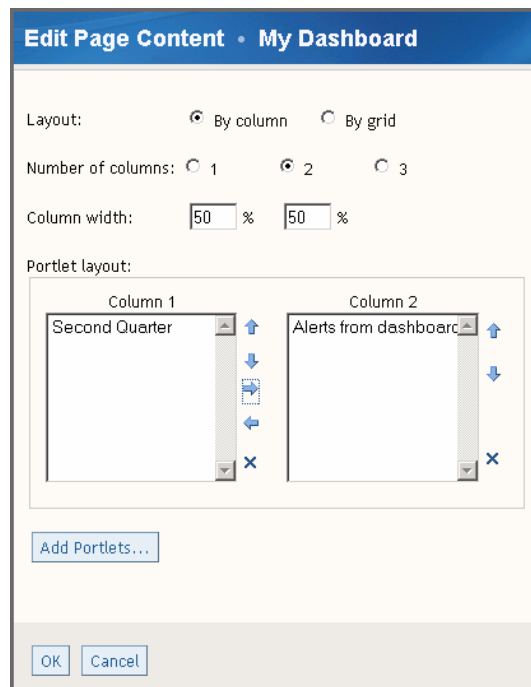 Edit Page Content • My Dashboard
Layout: By column By grid
Number of columns: 1 2 3
Column width: 50 % 50 %
Portlet layout:
Column 1 Column 2
Second Quarter Alerts from dashboard
Add Portlets...
OK Cancel